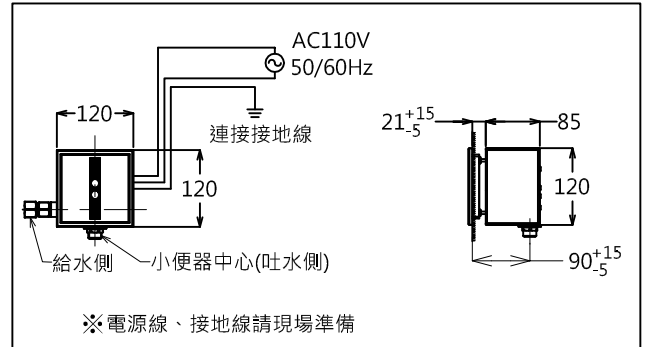 AC110V
50/60Hz
連接接地線
120
120
給水側
小便器中心(吐水側)
21+15-5
85
120
90+15-5
※電源線、接地線請現場準備